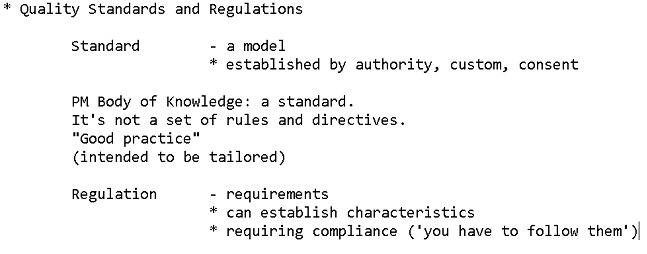 * Quality Standards and Regulations
Standard - a model
* established by authority, custom, consent
PM Body of Knowledge: a standard.
It's not a set of rules and directives.
"Good practice"
(intended to be tailored)
Regulation - requirements
* can establish characteristics
* requiring compliance ('you have to follow them')